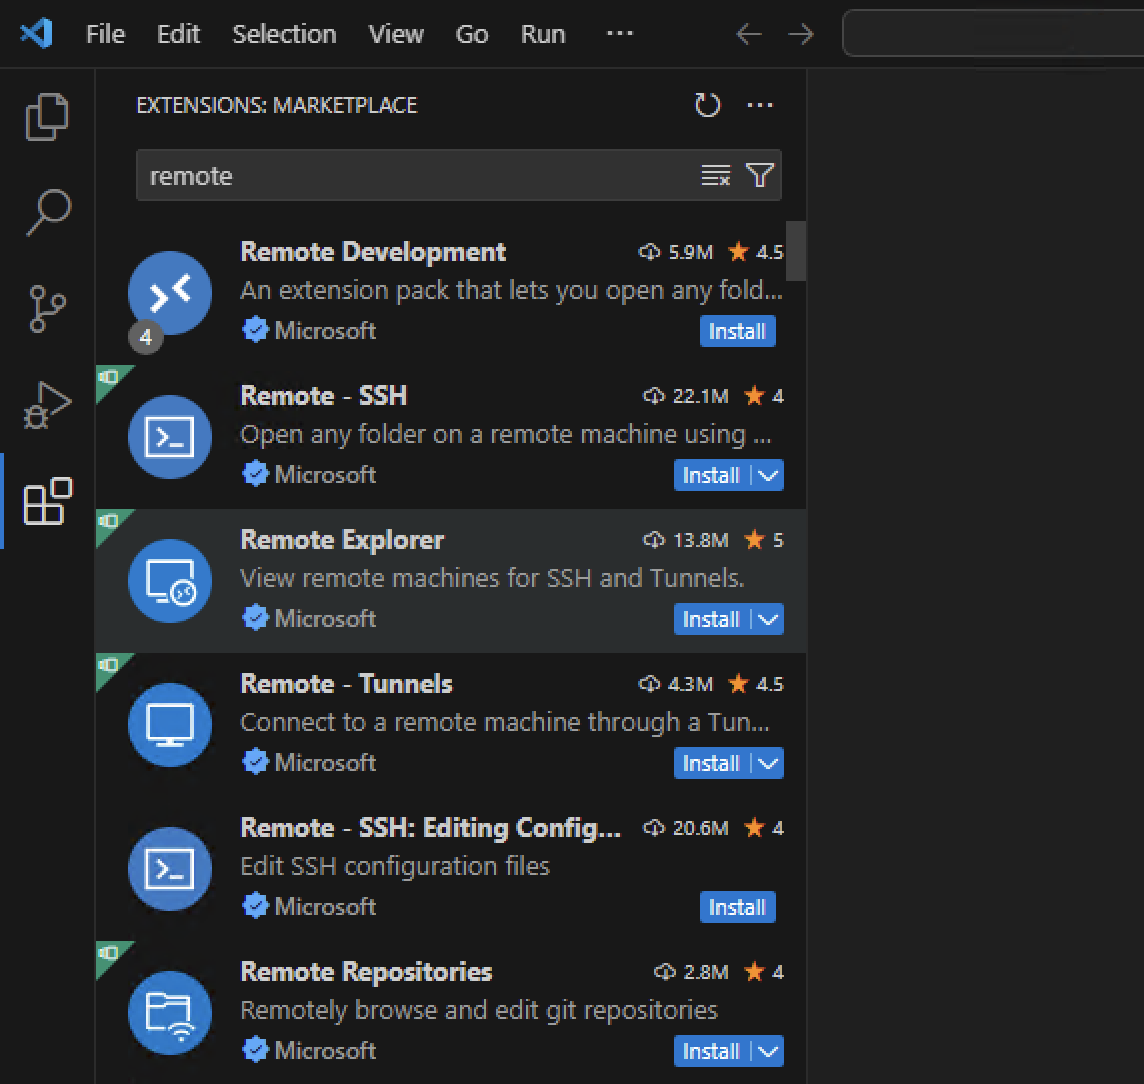 File Edit Selection View Go Run ...
EXTENSIONS: MARKETPLACE ...
remote
Remote Development 5.9M 4.5
An extension pack that lets you open any fold...
4 Microsoft Install
Remote - SSH 22.1M 4
Open any folder on a remote machine using ...
Microsoft Install
Remote Explorer 13.8M 5
View remote machines for SSH and Tunnels.
Microsoft Install
Remote - Tunnels 4.3M 4.5
Connect to a remote machine through a Tun...
Microsoft Install
Remote - SSH: Editing Config... 20.6M 4
Edit SSH configuration files
Microsoft Install
Remote Repositories 2.8M 4
Remotely browse and edit git repositories
Microsoft Install